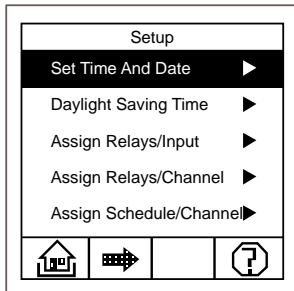 Setup
Set Time And Date
Daylight Saving Time
Assign Relays/Input
Assign Relays/Channel
Assign Schedule/Channel
?